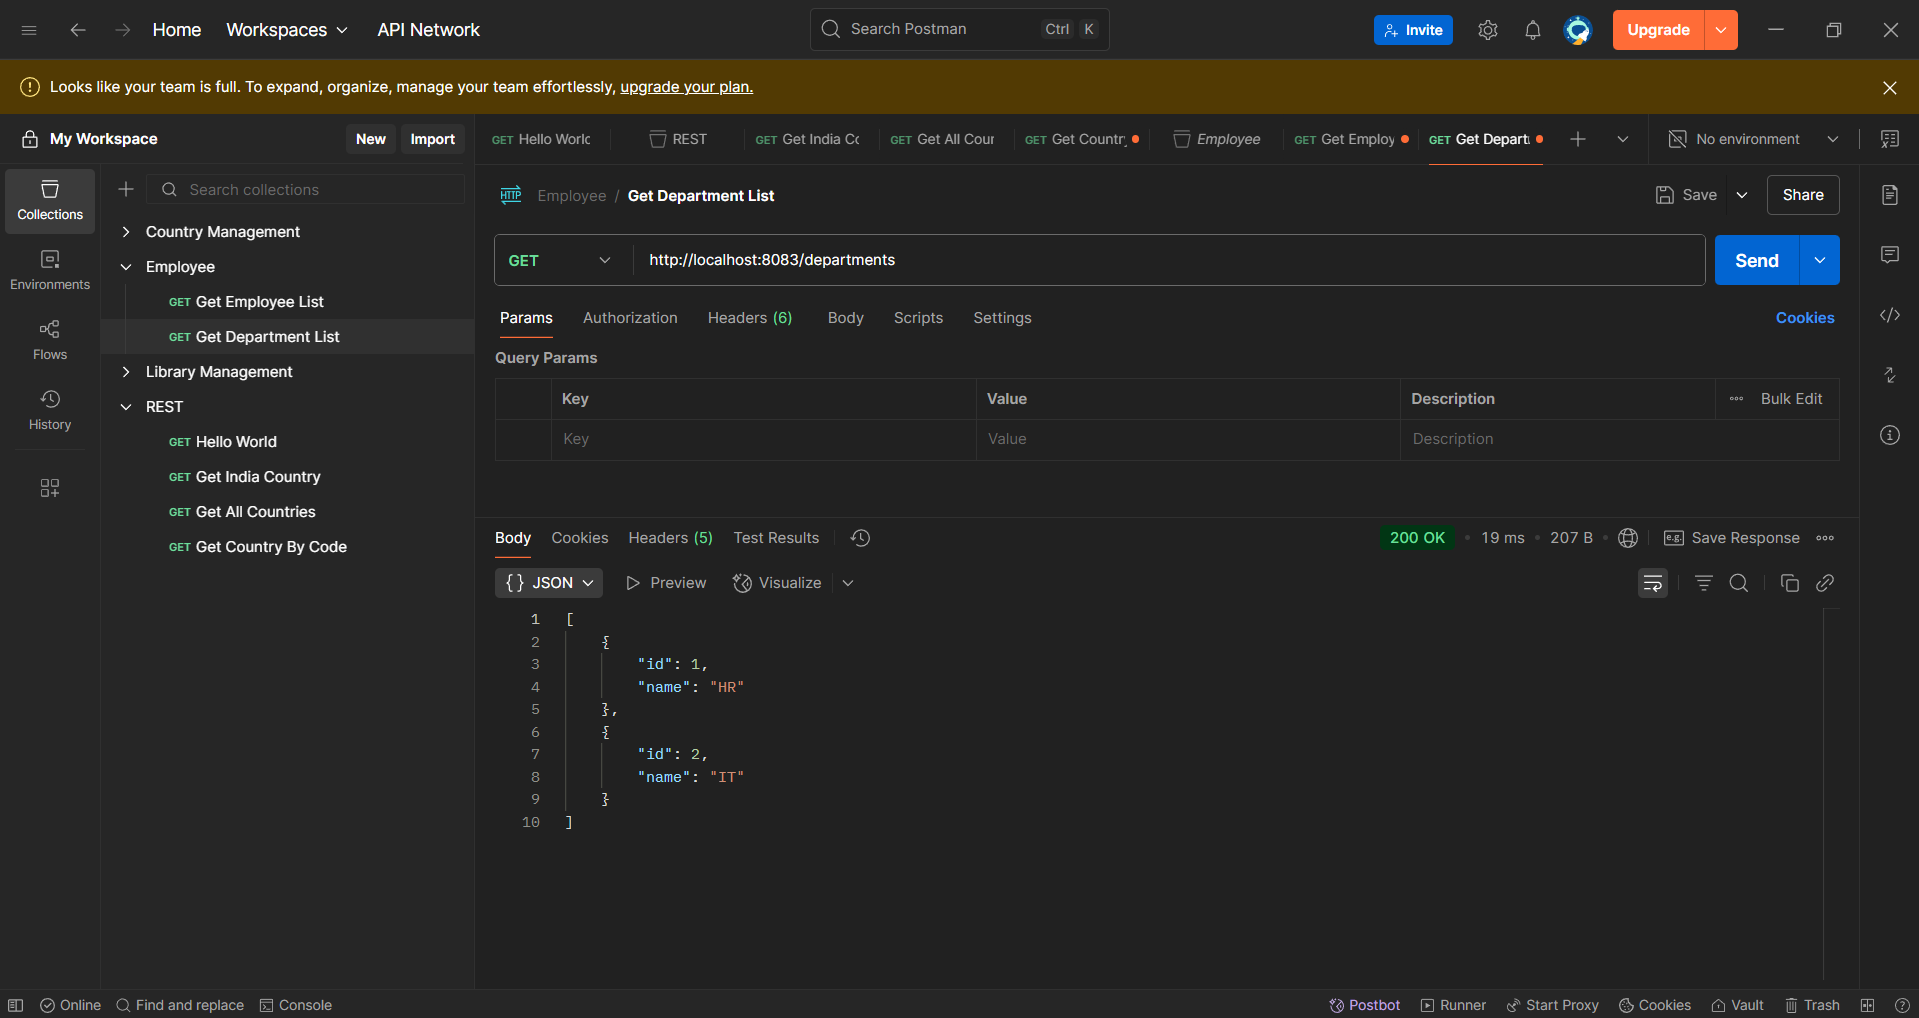 Home Workspaces API Network Search Postman Ctrl K Invite Upgrade
Looks like your team is full. To expand, organize, manage your team effortlessly, upgrade your plan.
My Workspace New Import
GET Hello World REST GET Get India Co GET Get All Cour GET Get Country Employee GET Get Employ GET Get Depart No environment
Collections
Environments
Flows
History
Search collections
Country Management
Employee
GET Get Employee List
GET Get Department List
Library Management
REST
GET Hello World
GET Get India Country
GET Get All Countries
GET Get Country By Code
HTTP Employee / Get Department List Save Share
GET http://localhost:8083/departments Send
Params Authorization Headers (6) Body Scripts Settings Cookies
Query Params
Key Value Description Bulk Edit
Key Value Description
Body Cookies Headers (5) Test Results 200 OK • 19 ms • 207 B • e.g. Save Response
{} JSON Preview Visualize
1 [
2 {
3 "id": 1,
4 "name": "HR"
5 },
6 {
7 "id": 2,
8 "name": "IT"
9 }
10 ]
Online Find and replace Console Postbot Runner Start Proxy Cookies Vault Trash